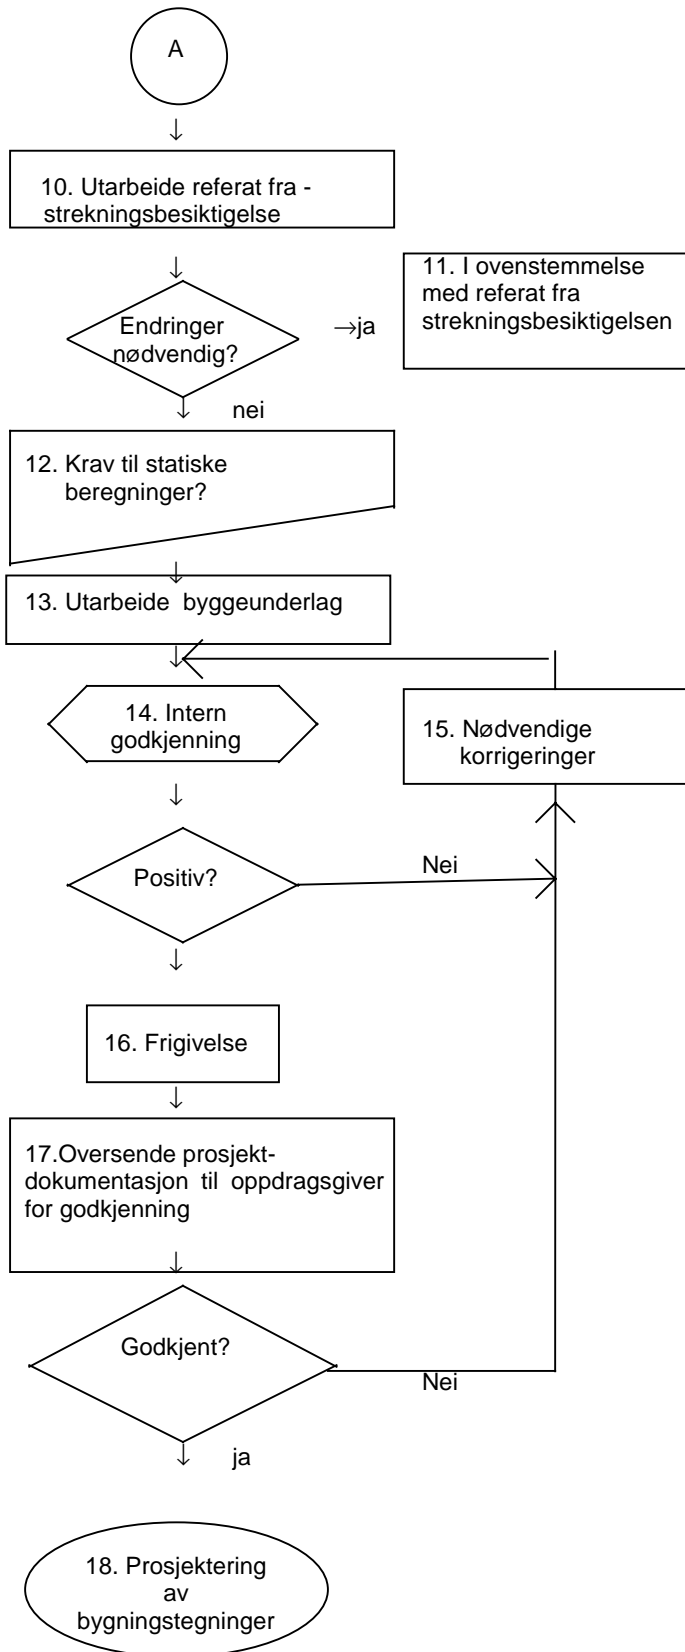 A
10. Utarbeide referat fra -
strekningsbesiktigelse
Endringer
nødvendig?
→ja
11. I ovenstemmelse
med referat fra
strekningsbesiktigelsen
nei
12. Krav til statiske
beregninger?
13. Utarbeide byggeunderlag
14. Intern
godkjenning
15. Nødvendige
korrigeringer
Positiv?
Nei
16. Frigivelse
17.Oversende prosjekt-
dokumentasjon til oppdragsgiver
for godkjenning
Godkjent?
Nei
ja
18. Prosjektering
av
bygningstegninger